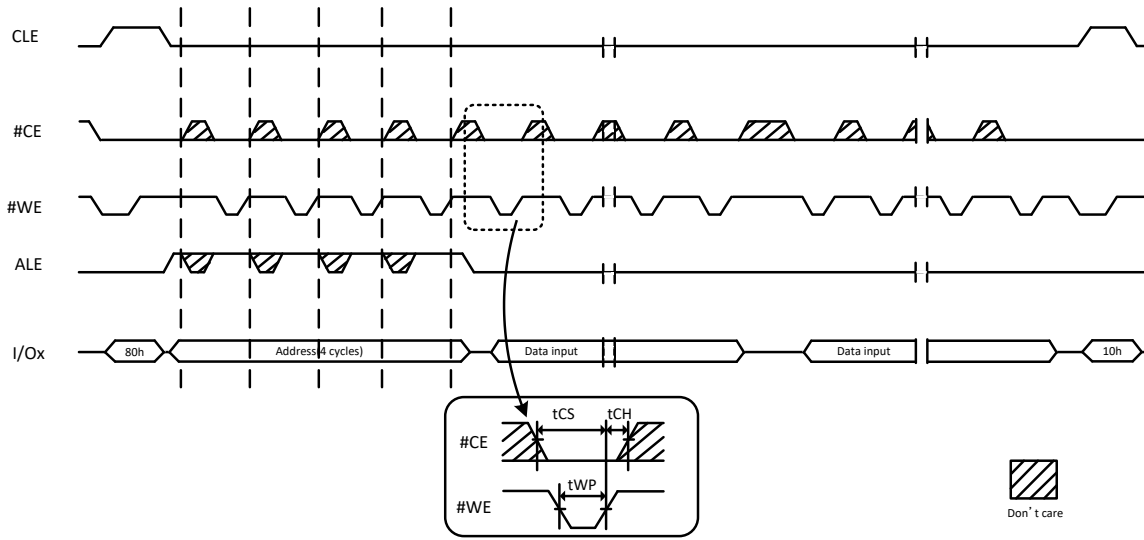 CLE
#CE
#WE
ALE
I/Ox
80h
Address(4 cycles)
Data input
Data input
10h
tCS
tCH
#CE
tWP
#WE
Don't care